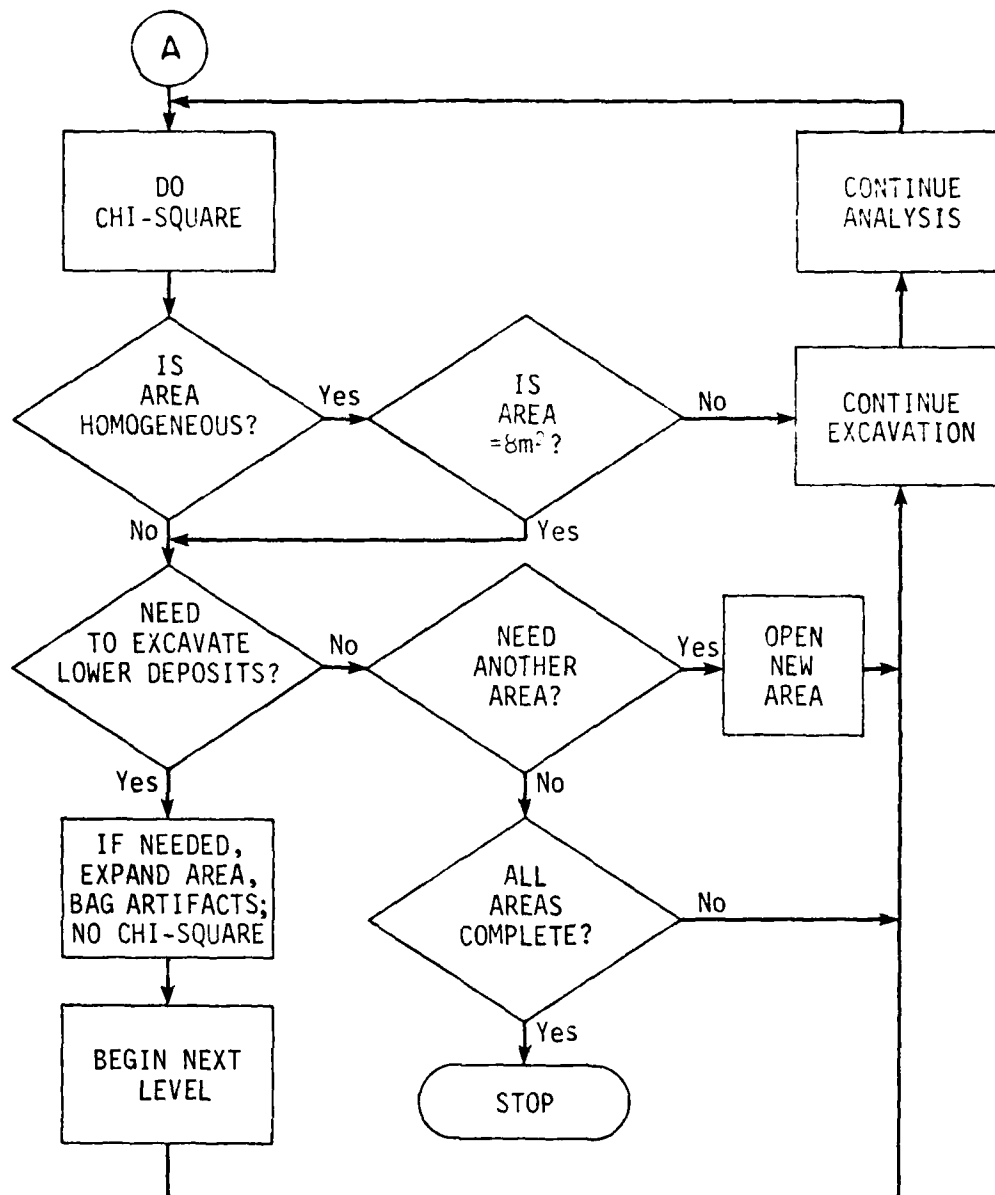 A
DO
CHI-SQUARE
CONTINUE
ANALYSIS
IS
AREA
HOMOGENEOUS?
Yes
No
IS
AREA
=8m²?
No
Yes
CONTINUE
EXCAVATION
NEED
TO EXCAVATE
LOWER DEPOSITS?
No
Yes
NEED
ANOTHER
AREA?
Yes
No
OPEN
NEW
AREA
IF NEEDED,
EXPAND AREA,
BAG ARTIFACTS;
NO CHI-SQUARE
ALL
AREAS
COMPLETE?
No
Yes
BEGIN NEXT
LEVEL
STOP